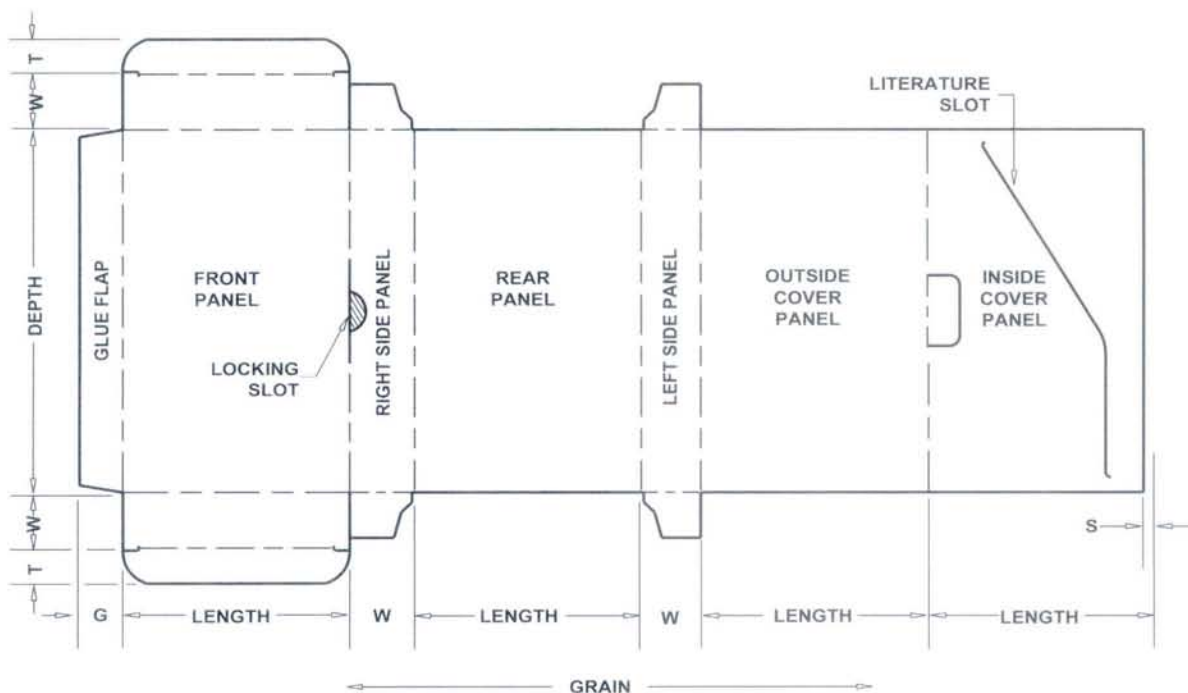 T
W
DEPTH
W
T
GLUE FLAP
FRONT
PANEL
LOCKING
SLOT
RIGHT SIDE PANEL
REAR
PANEL
LEFT SIDE PANEL
OUTSIDE
COVER
PANEL
LITERATURE
SLOT
INSIDE
COVER
PANEL
S
G
LENGTH
W
LENGTH
W
LENGTH
LENGTH
GRAIN